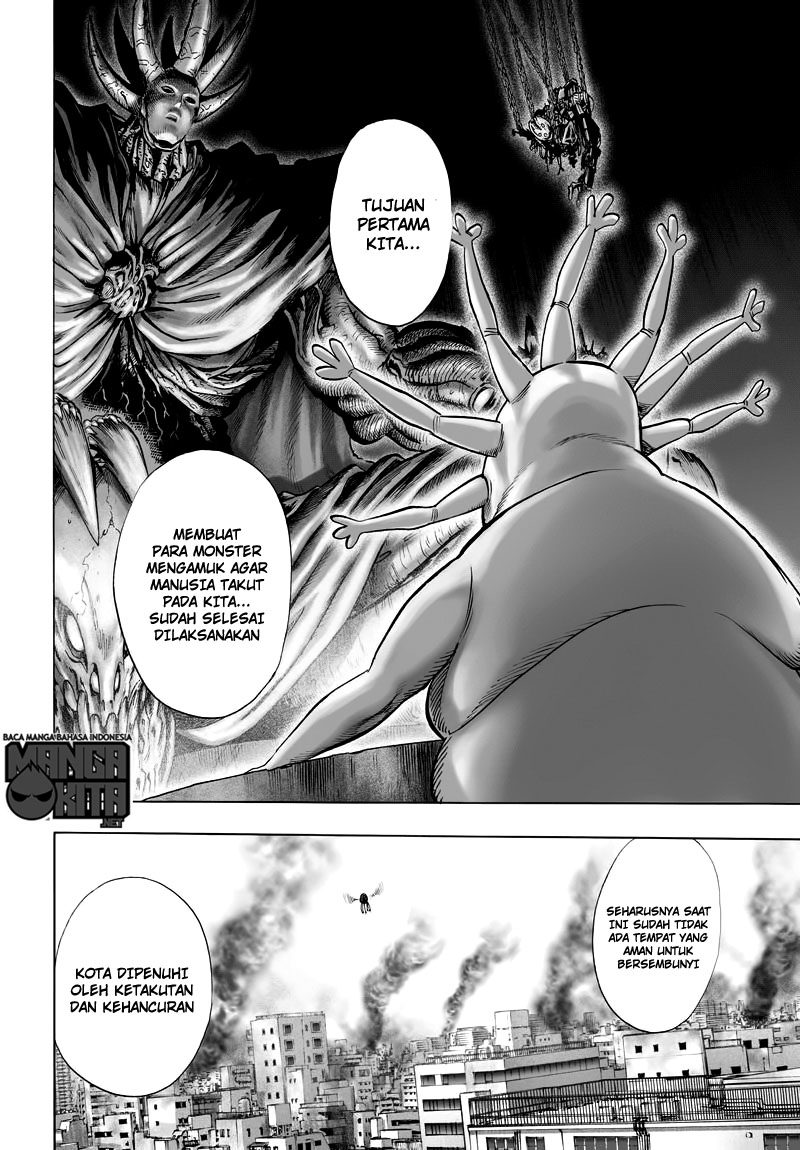 TUJUAN
PERTAMA
KITA...
MEMBUAT
PARA MONSTER
MENGAMUK AGAR
MANUSIA TAKUT
PADA KITA...
SUDAH SELESAI
DILAKSANAKAN
BACA MANGA BAHASA INDONESIA
MANGA
KITA
.NET
SEHARUSNYA SAAT
INI SUDAH TIDAK
ADA TEMPAT YANG
AMAN UNTUK
BERSEMBUNYI
KOTA DIPENUHI
OLEH KETAKUTAN
DAN KEHANCURAN